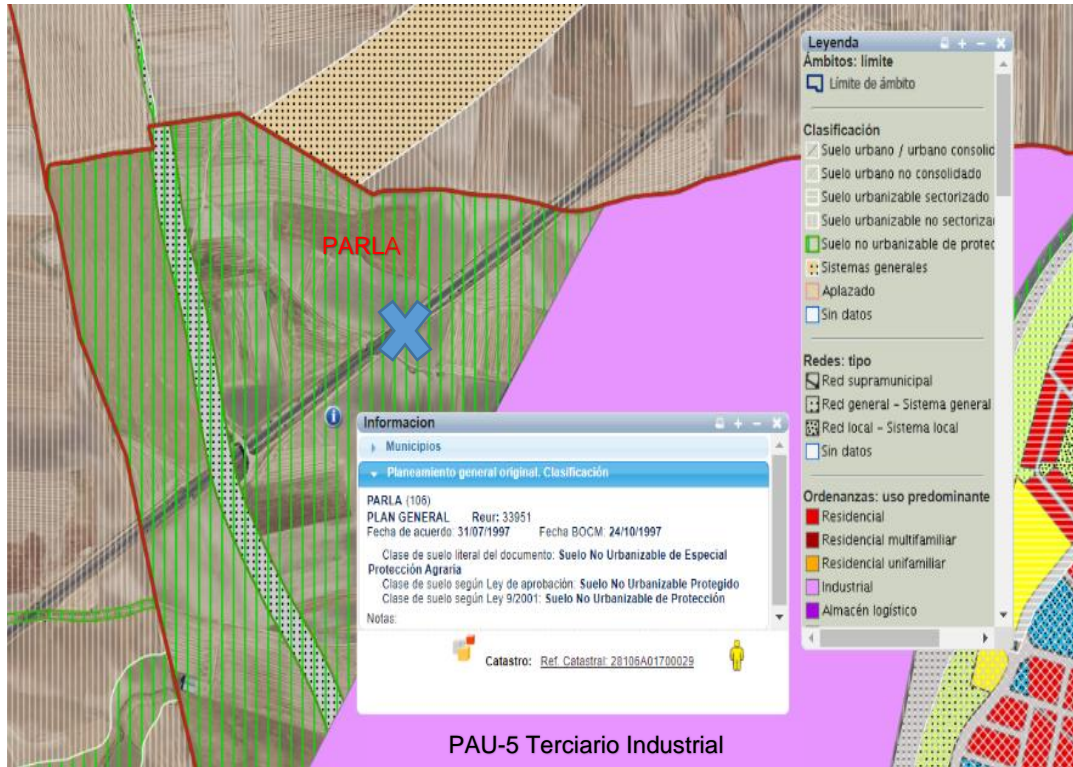 PARLA
Leyenda
Ámbitos: limite
Límite de ámbito
Clasificación
Suelo urbano / urbano consolid
Suelo urbano no consolidado
Suelo urbanizable sectorizado
Suelo urbanizable no sectoriza
Suelo no urbanizable de protec
Sistemas generales
Aplazado
Sin datos
Redes: tipo
Red supramunicipal
Red general - Sistema general
Red local - Sistema local
Sin datos
Ordenanzas: uso predominante
Residencial
Residencial multifamiliar
Residencial unifamiliar
Industrial
Almacén logístico
Informacion
Municipios
Planeamiento general original. Clasificación
PARLA (106)
PLAN GENERAL Reur: 33951
Fecha de acuerdo: 31/07/1997 Fecha BOCM: 24/10/1997
Clase de suelo literal del documento: Suelo No Urbanizable de Especial
Protección Agraria
Clase de suelo según Ley de aprobación: Suelo No Urbanizable Protegido
Clase de suelo según Ley 9/2001: Suelo No Urbanizable de Protección
Notas:
Catastro: Ref. Catastral: 28106A01700029
PAU-5 Terciario Industrial